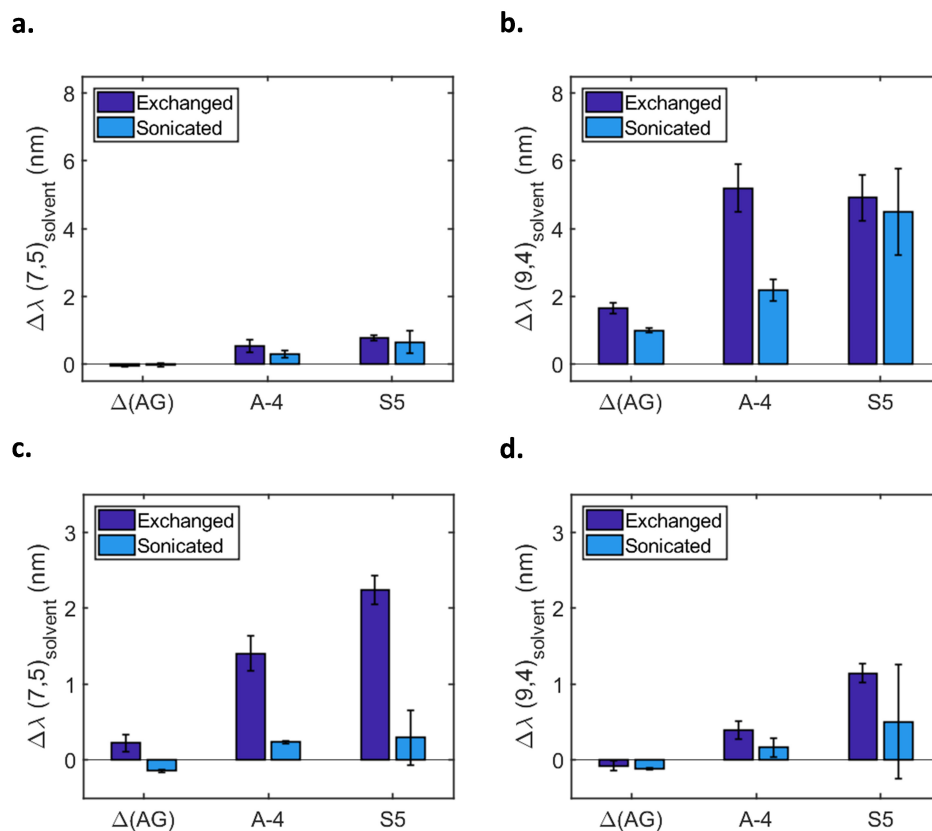 a.
Exchanged
Sonicated
8
6
4
2
0
Δλ (7,5)solvent (nm)
Δ(AG) A-4 S5
b.
Exchanged
Sonicated
8
6
4
2
0
Δλ (9,4)solvent (nm)
Δ(AG) A-4 S5
c.
Exchanged
Sonicated
3
2
1
0
Δλ (7,5)solvent (nm)
Δ(AG) A-4 S5
d.
Exchanged
Sonicated
3
2
1
0
Δλ (9,4)solvent (nm)
Δ(AG) A-4 S5